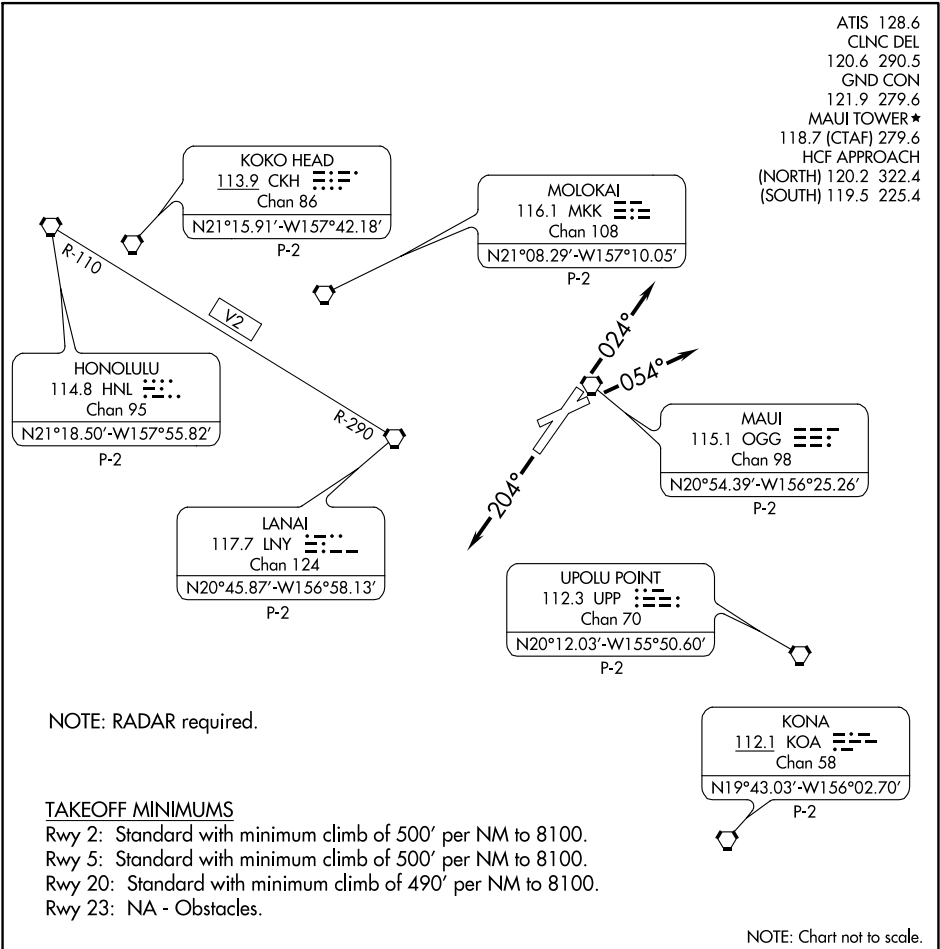 ATIS 128.6
CLNC DEL
120.6 290.5
GND CON
121.9 279.6
MAUI TOWER★
118.7 (CTAF) 279.6
HCF APPROACH
(NORTH) 120.2 322.4
(SOUTH) 119.5 225.4
KOKO HEAD
113.9 CKH
Chan 86
N21°15.91'-W157°42.18'
P-2
MOLOKAI
116.1 MKK
Chan 108
N21°08.29'-W157°10.05'
P-2
R-110
V2
R-290
HONOLULU
114.8 HNL
Chan 95
N21°18.50'-W157°55.82'
P-2
024°
054°
204°
MAUI
115.1 OGG
Chan 98
N20°54.39'-W156°25.26'
P-2
LANAI
117.7 LNY
Chan 124
N20°45.87'-W156°58.13'
P-2
UPOLU POINT
112.3 UPP
Chan 70
N20°12.03'-W155°50.60'
P-2
KONA
112.1 KOA
Chan 58
N19°43.03'-W156°02.70'
P-2
NOTE: RADAR required.
TAKEOFF MINIMUMS
Rwy 2: Standard with minimum climb of 500' per NM to 8100.
Rwy 5: Standard with minimum climb of 500' per NM to 8100.
Rwy 20: Standard with minimum climb of 490' per NM to 8100.
Rwy 23: NA - Obstacles.
NOTE: Chart not to scale.